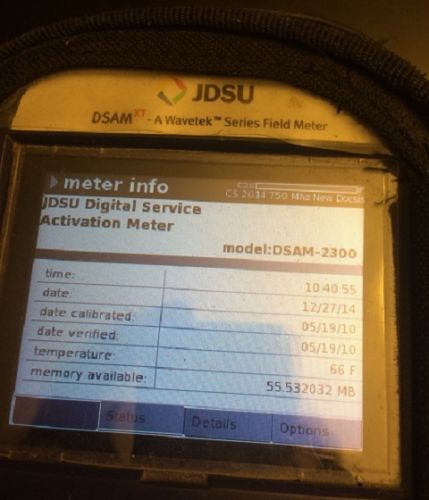 JDSU
DSAM XT - A Wavetek™ Series Field Meter
meter info
CS 2014 750 Mhz New Docsis
JDSU Digital Service
Activation Meter
model:DSAM-2300
time: 10:40:55
date: 12/27/14
date calibrated: 05/19/10
date verified: 05/19/10
temperature: 66 F
memory available: 55.532032 MB
Status Details Options